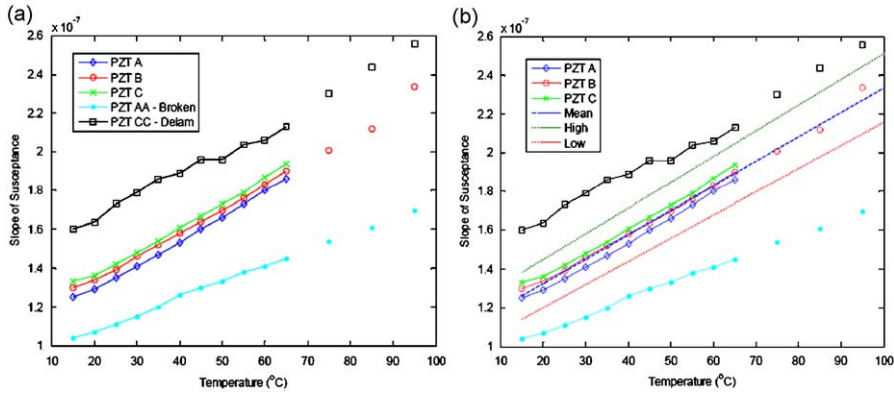 (a)
x 10⁻⁷
2.6
2.4
2.2
2
1.8
1.6
1.4
1.2
1
Slope of Susceptance
PZT A
PZT B
PZT C
PZT AA - Broken
PZT CC - Delam
10 20 30 40 50 60 70 80 90 100
Temperature (°C)
(b)
x 10⁻⁷
2.6
2.4
2.2
2
1.8
1.6
1.4
1.2
1
Slope of Susceptance
PZT A
PZT B
PZT C
Mean
High
Low
10 20 30 40 50 60 70 80 90 100
Temperature (°C)